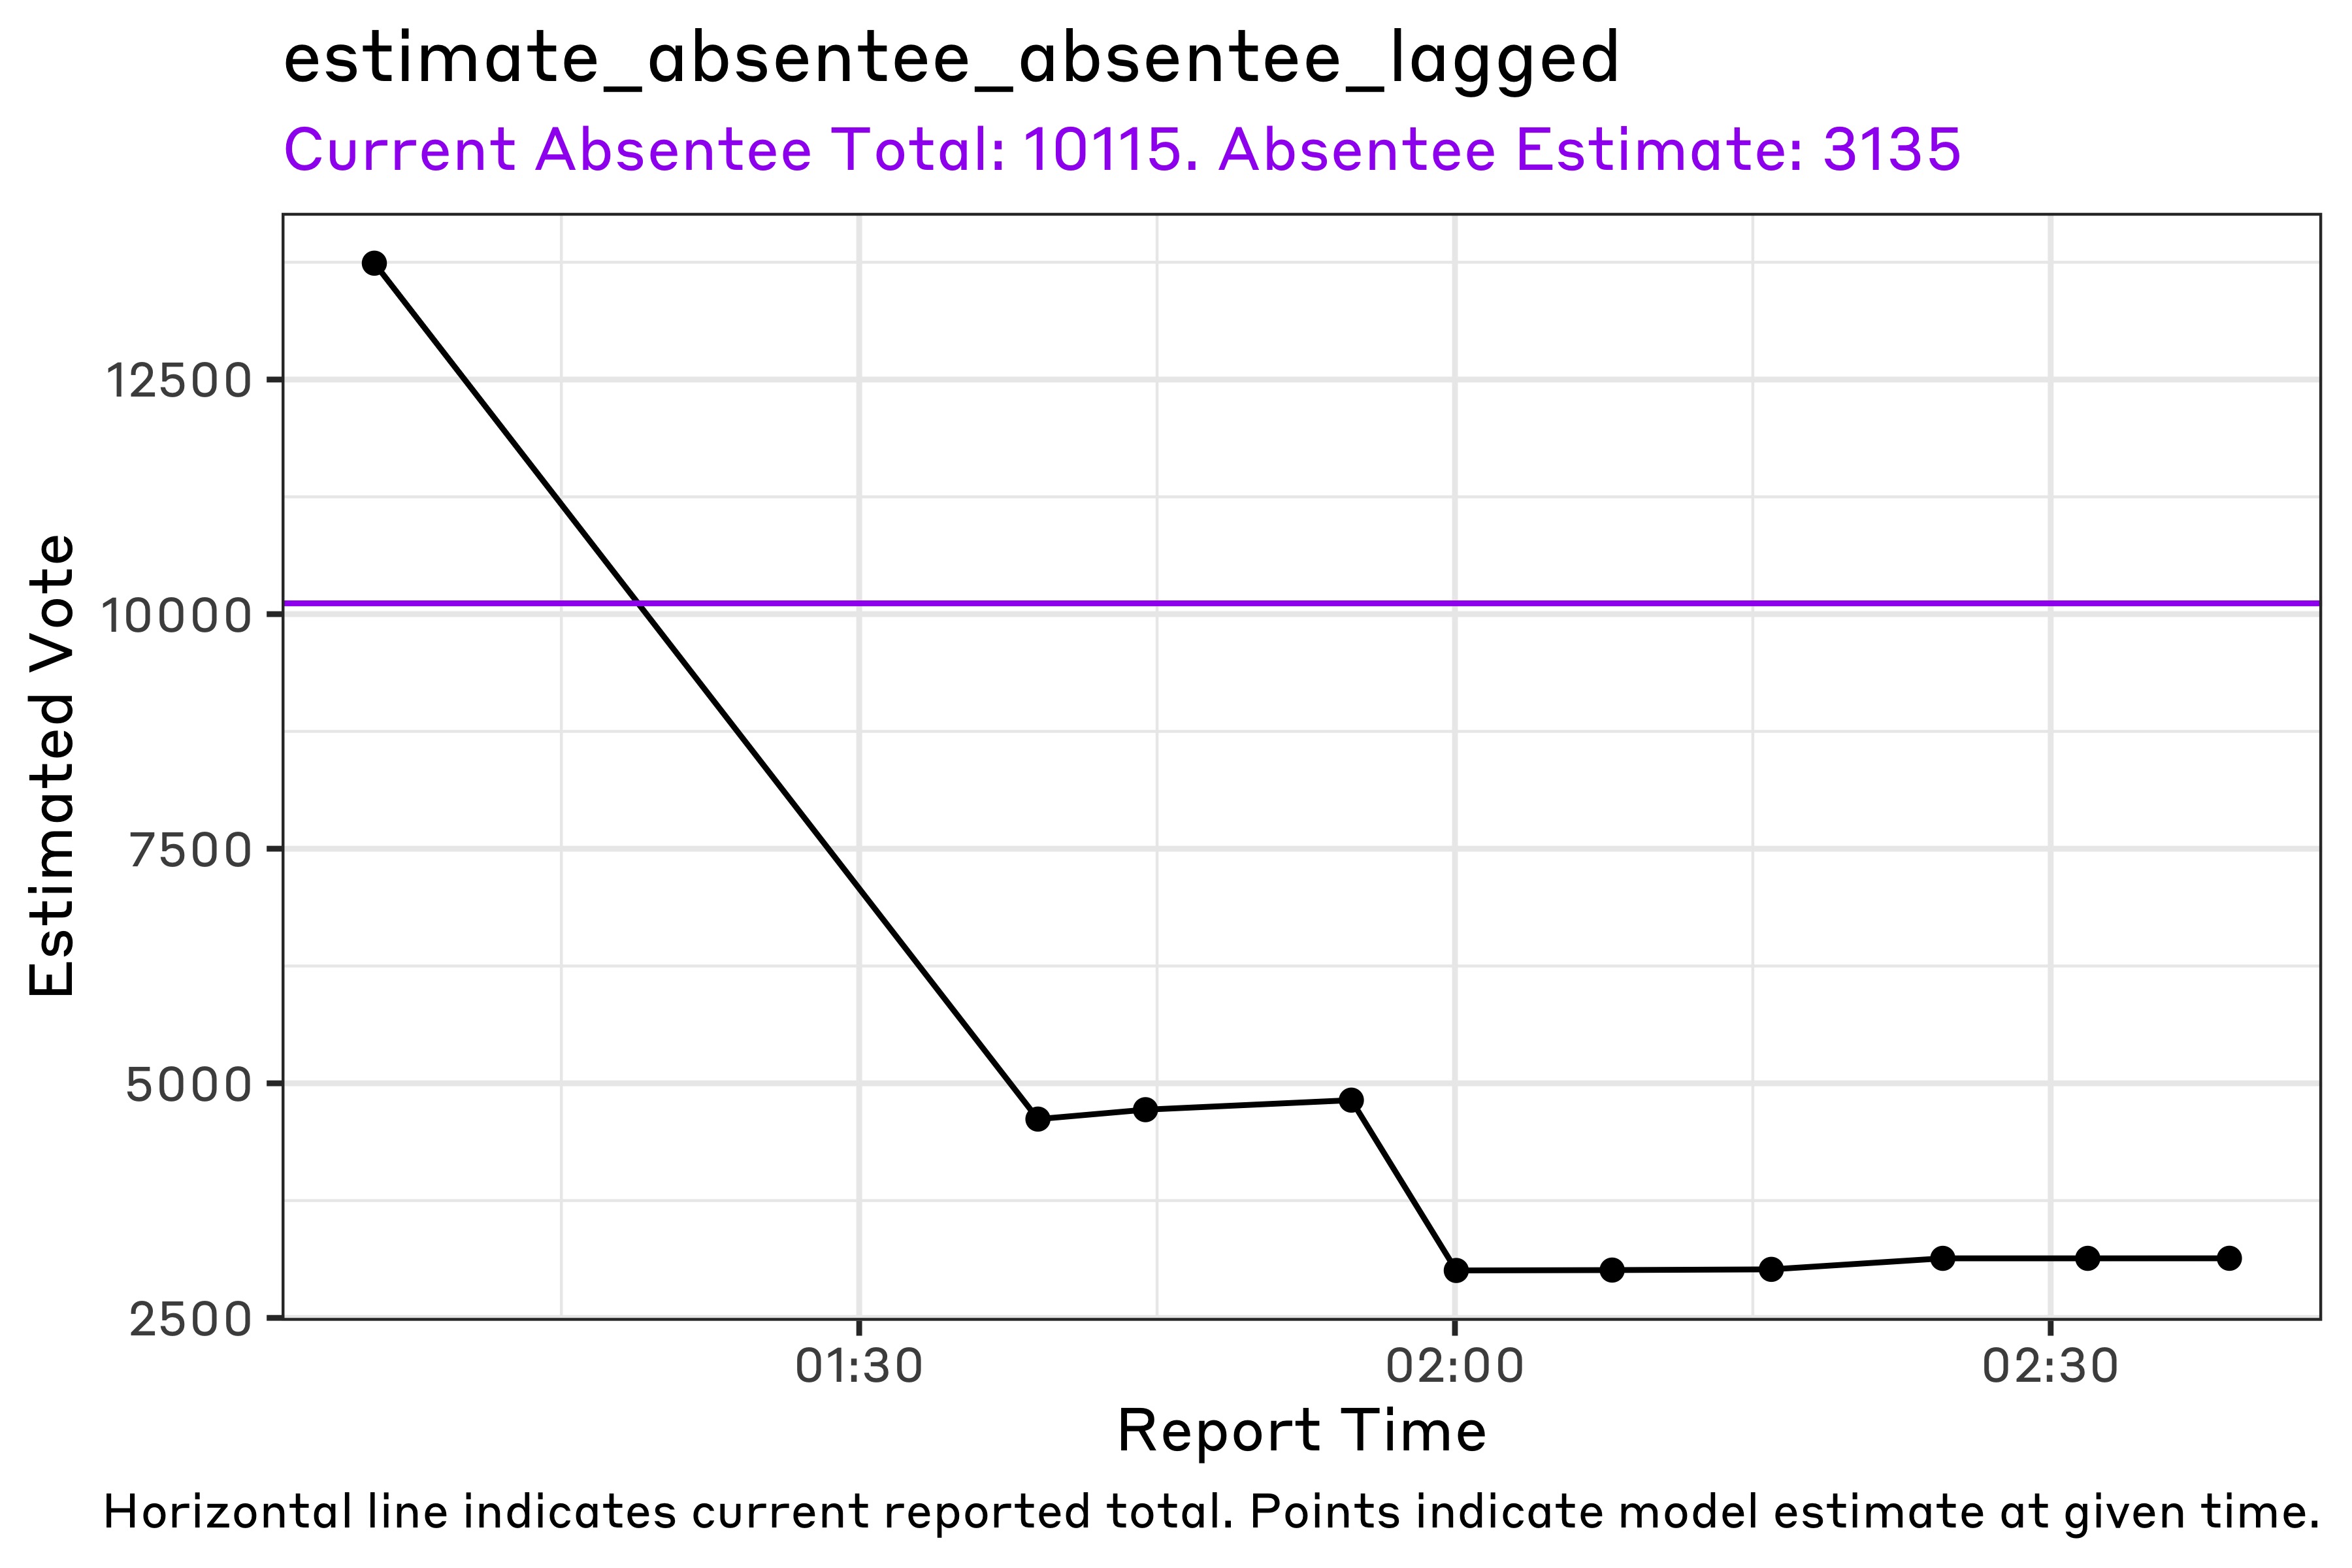 estimate_absentee_absentee_lagged
Current Absentee Total: 10115. Absentee Estimate: 3135
Estimated Vote
12500
10000
7500
5000
2500
01:30
02:00
02:30
Report Time
Horizontal line indicates current reported total. Points indicate model estimate at given time.